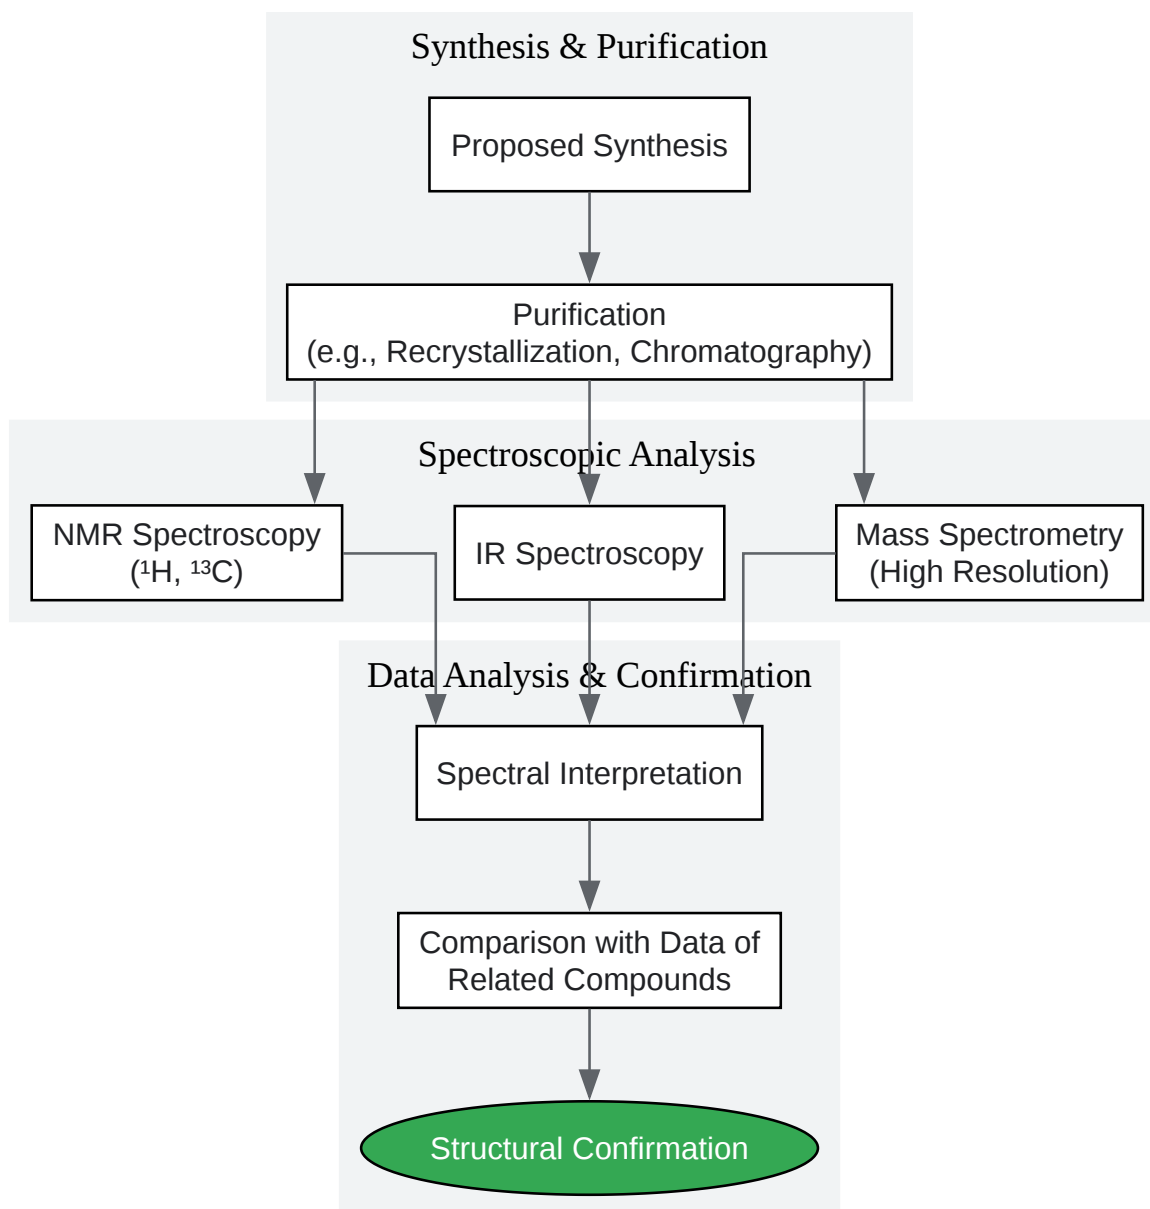 Synthesis & Purification
Proposed Synthesis
Purification
(e.g., Recrystallization, Chromatography)
Spectroscopic Analysis
NMR Spectroscopy
(¹H, ¹³C)
IR Spectroscopy
Mass Spectrometry
(High Resolution)
Data Analysis & Confirmation
Spectral Interpretation
Comparison with Data of
Related Compounds
Structural Confirmation